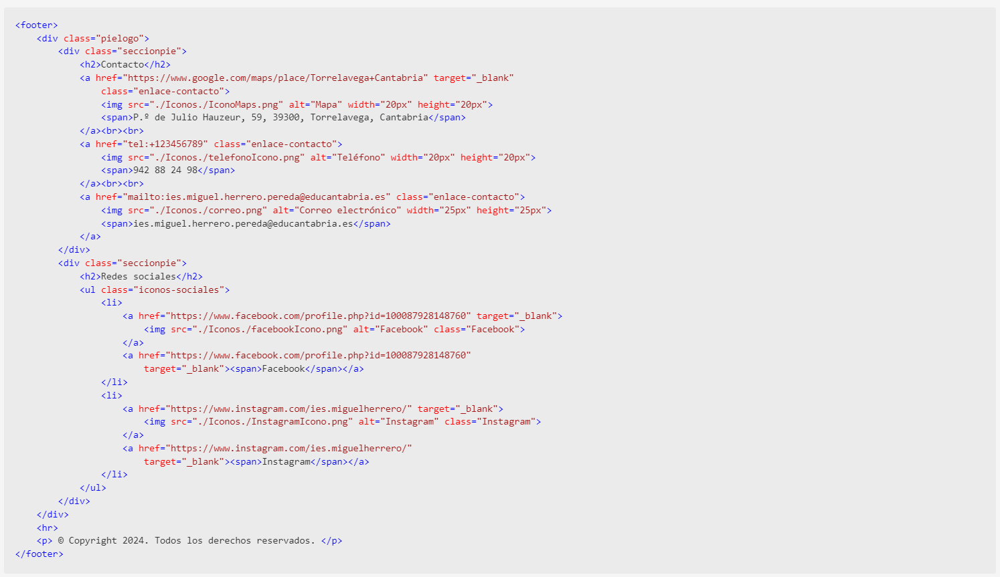 <footer>
    <div class="pielogo">
        <div class="seccionpie">
            <h2>Contacto</h2>
            <a href="https://www.google.com/maps/place/Torrelavega+Cantabria" target="_blank"
                class="enlace-contacto">
                <img src="./Iconos./IconoMaps.png" alt="Mapa" width="20px" height="20px">
                <span>P.º de Julio Hauzeur, 59, 39300, Torrelavega, Cantabria</span>
            </a><br><br>
            <a href="tel:+123456789" class="enlace-contacto">
                <img src="./Iconos./telefonoIcono.png" alt="Teléfono" width="20px" height="20px">
                <span>942 88 24 98</span>
            </a><br><br>
            <a href="mailto:ies.miguel.herrero.pereda@educantabria.es" class="enlace-contacto">
                <img src="./Iconos./correo.png" alt="Correo electrónico" width="25px" height="25px">
                <span>ies.miguel.herrero.pereda@educantabria.es</span>
            </a>
        </div>
        <div class="seccionpie">
            <h2>Redes sociales</h2>
            <ul class="iconos-sociales">
                <li>
                    <a href="https://www.facebook.com/profile.php?id=100087928148760" target="_blank">
                        <img src="./Iconos./facebookIcono.png" alt="Facebook" class="Facebook">
                    </a>
                    <a href="https://www.facebook.com/profile.php?id=100087928148760"
                        target="_blank"><span>Facebook</span></a>
                </li>
                <li>
                    <a href="https://www.instagram.com/ies.miguelherrero/" target="_blank">
                        <img src="./Iconos./InstagramIcono.png" alt="Instagram" class="Instagram">
                    </a>
                    <a href="https://www.instagram.com/ies.miguelherrero/"
                        target="_blank"><span>Instagram</span></a>
                </li>
            </ul>
        </div>
    </div>
    <hr>
    <p> © Copyright 2024. Todos los derechos reservados. </p>
</footer>